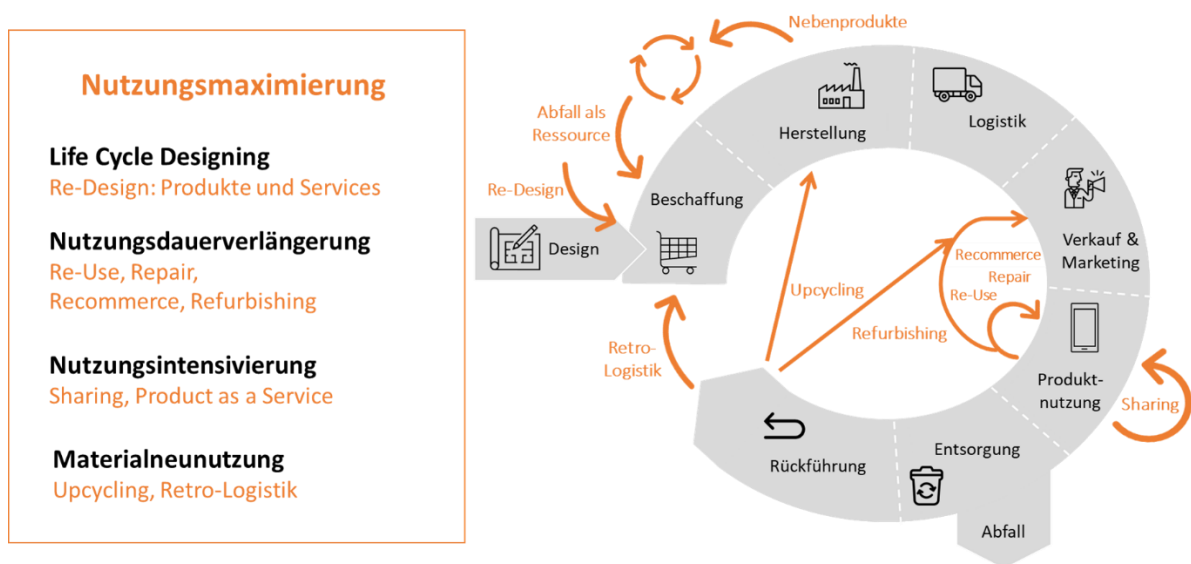 Nutzungsmaximierung
Life Cycle Designing
Re-Design: Produkte und Services
Nutzungsdauerverlängerung
Re-Use, Repair,
Recommerce, Refurbishing
Nutzungsintensivierung
Sharing, Product as a Service
Materialneunutzung
Upcycling, Retro-Logistik
Nebenprodukte
Abfall als
Ressource
Re-Design
Design
Beschaffung
Herstellung
Logistik
Verkauf &
Marketing
Recommerce
Repair
Re-Use
Upcycling
Refurbishing
Retro-
Logistik
Produkt-
nutzung
Sharing
Entsorgung
Rückführung
Abfall